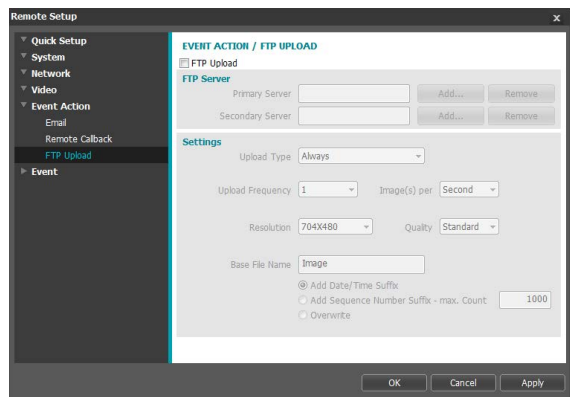 Remote Setup
x
Quick Setup
System
Network
Video
Event Action
Email
Remote Callback
FTP Upload
Event
EVENT ACTION / FTP UPLOAD
FTP Upload
FTP Server
Primary Server Add... Remove
Secondary Server Add... Remove
Settings
Upload Type Always
Upload Frequency 1 Image(s) per Second
Resolution 704X480 Quality Standard
Base File Name Image
Add Date/Time Suffix
Add Sequence Number Suffix - max. Count 1000
Overwrite
OK Cancel Apply